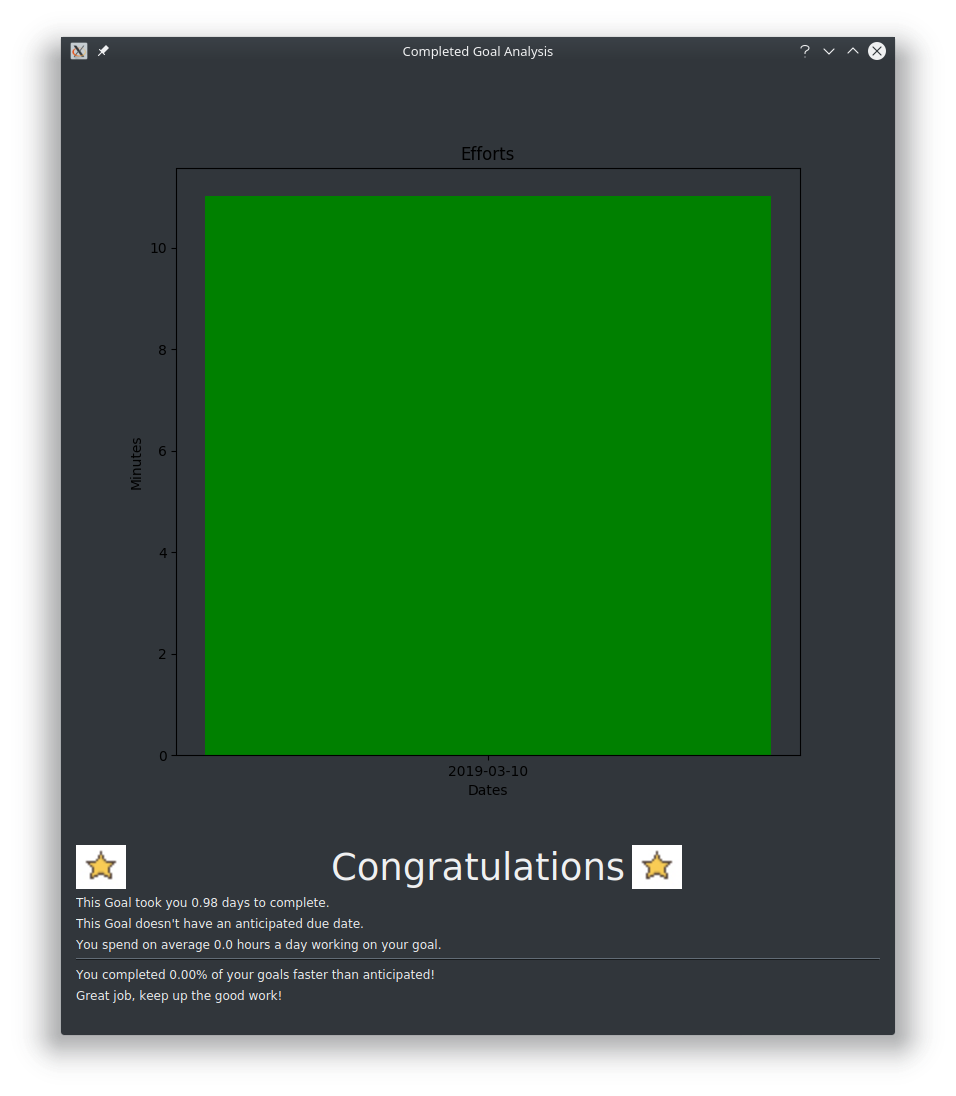 Completed Goal Analysis
Efforts
10
8
6
4
2
0
Minutes
2019-03-10
Dates
Congratulations
This Goal took you 0.98 days to complete.
This Goal doesn't have an anticipated due date.
You spend on average 0.0 hours a day working on your goal.
You completed 0.00% of your goals faster than anticipated!
Great job, keep up the good work!